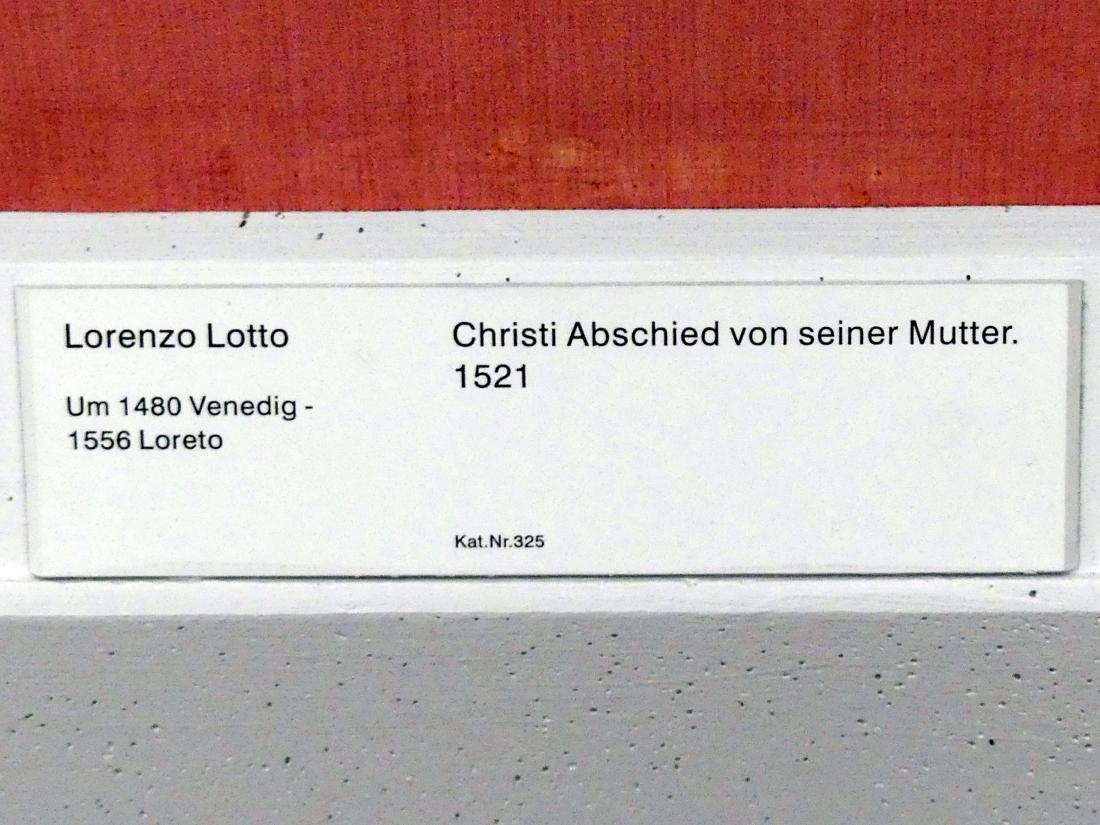 Lorenzo Lotto
Um 1480 Venedig -
1556 Loreto
Christi Abschied von seiner Mutter.
1521
Kat.Nr.325